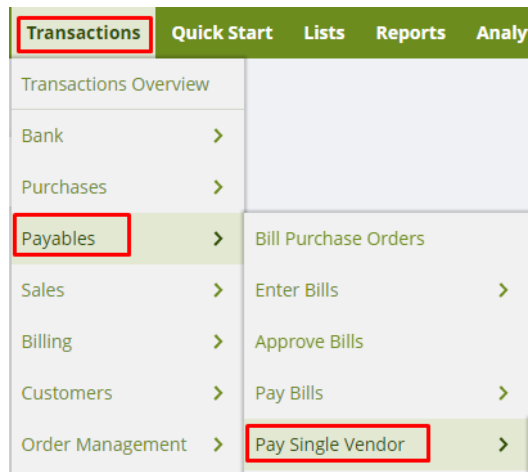 Transactions Quick Start Lists Reports Analy
Transactions Overview
Bank
Purchases
Payables
Sales
Billing
Customers
Order Management
Bill Purchase Orders
Enter Bills
Approve Bills
Pay Bills
Pay Single Vendor